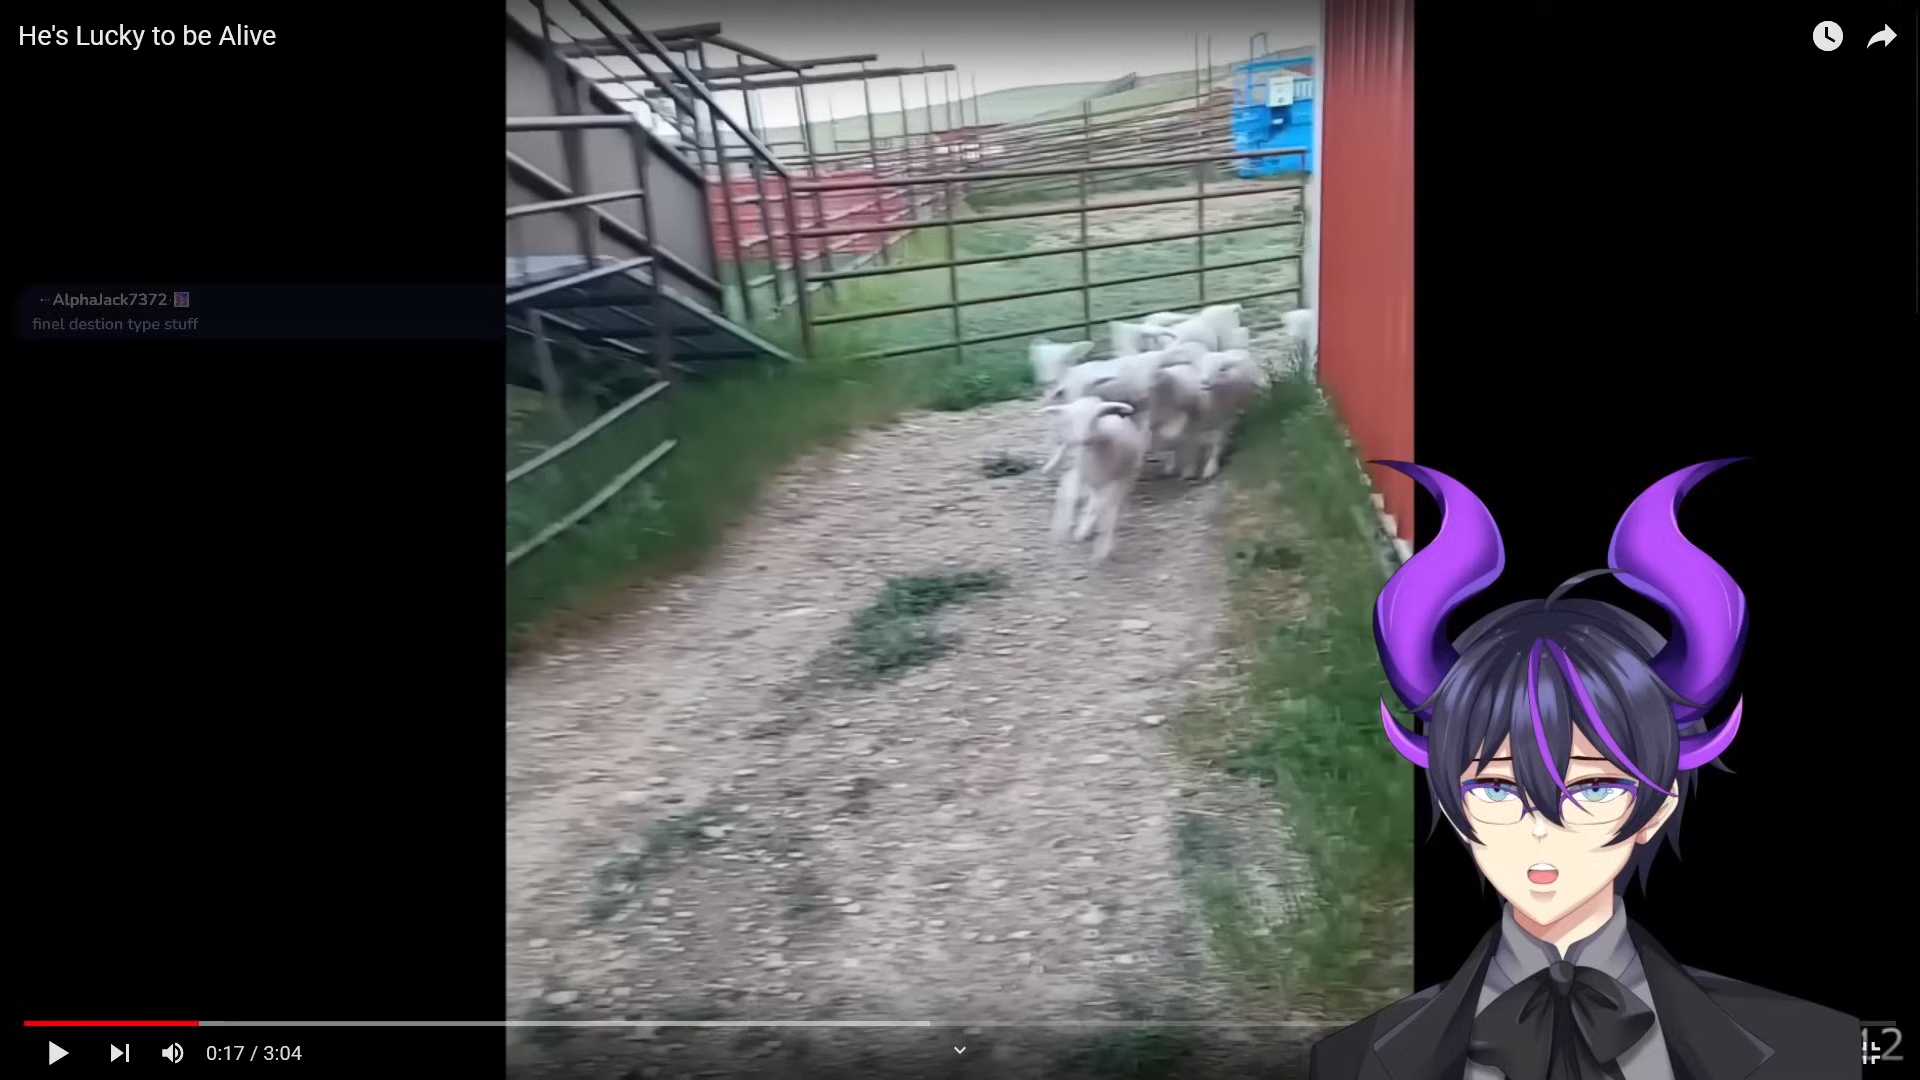 He's Lucky to be Alive
AlphaJack7372
finel destion type stuff
0:17 / 3:04